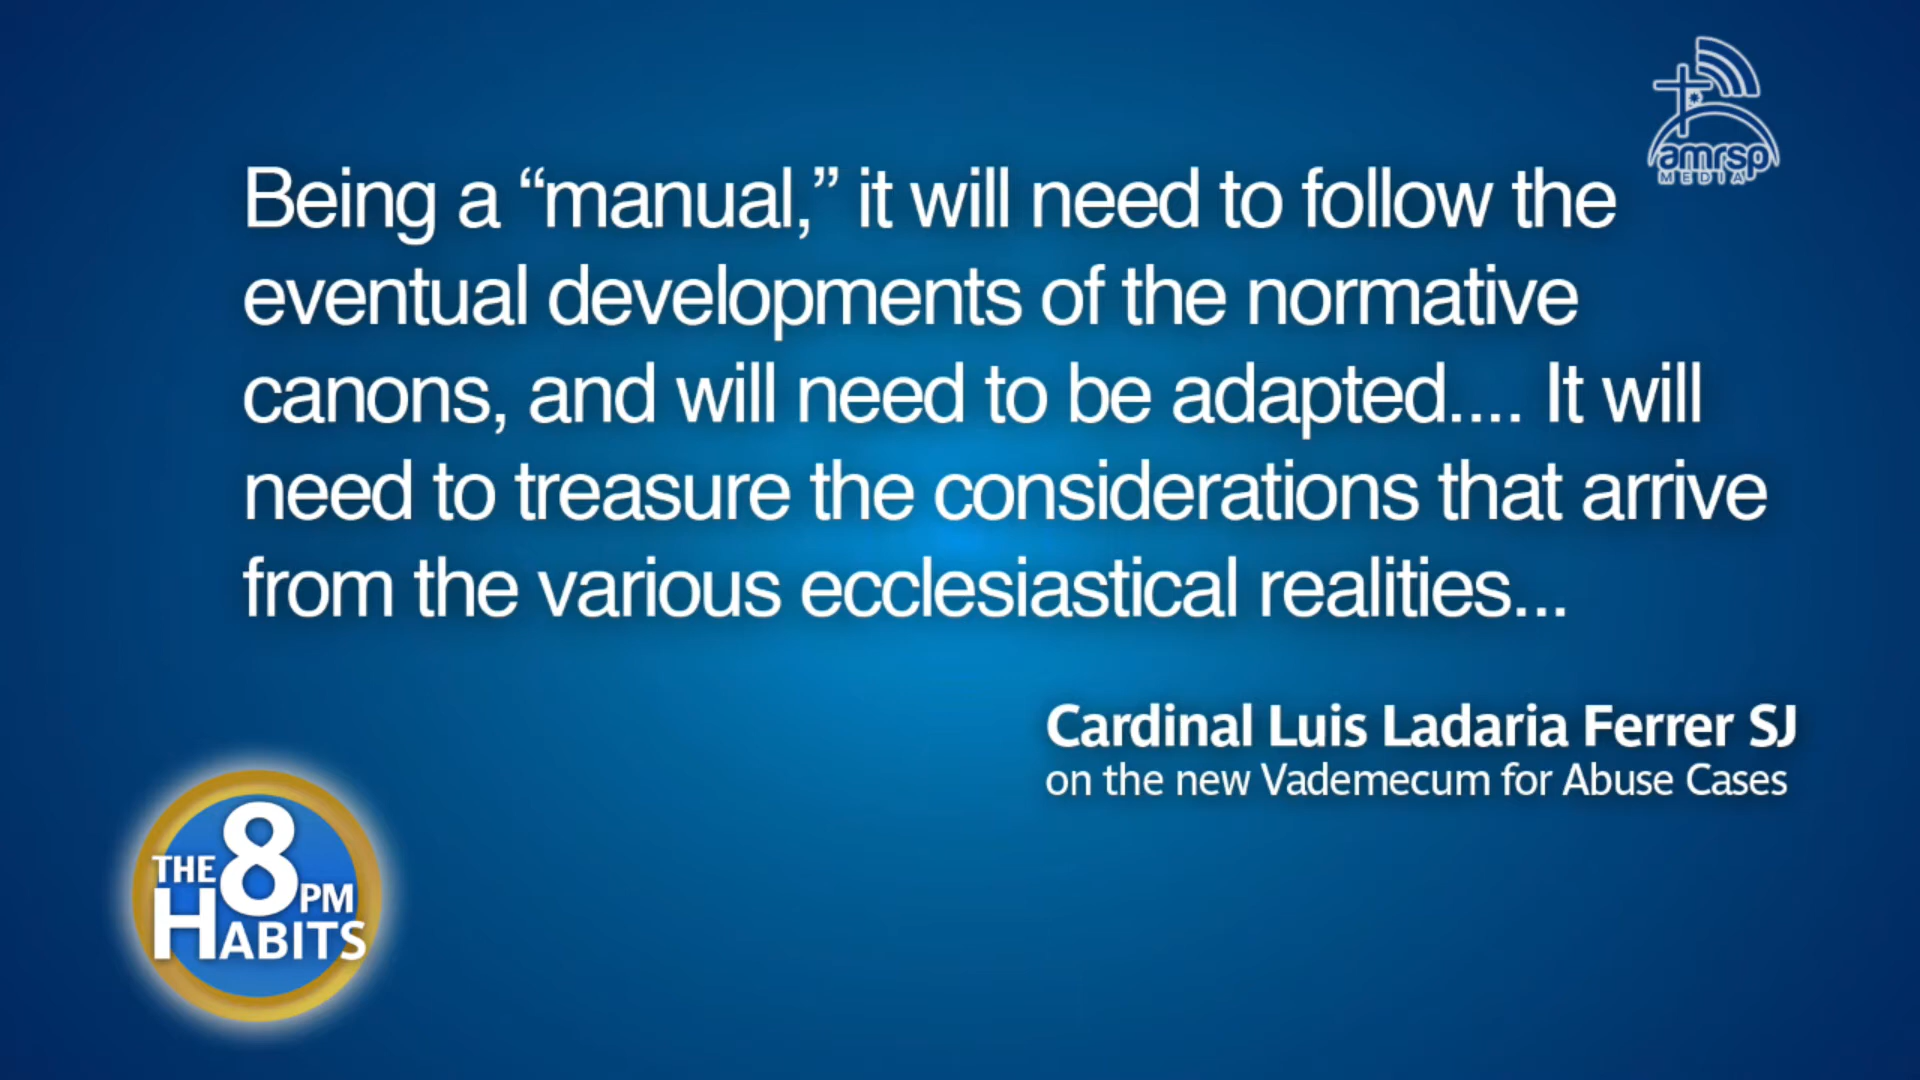 amrsp
MEDIA
Being a “manual,” it will need to follow the
eventual developments of the normative
canons, and will need to be adapted.... It will
need to treasure the considerations that arrive
from the various ecclesiastical realities...
Cardinal Luis Ladaria Ferrer SJ
on the new Vademecum for Abuse Cases
THE 8 PM
HABITS